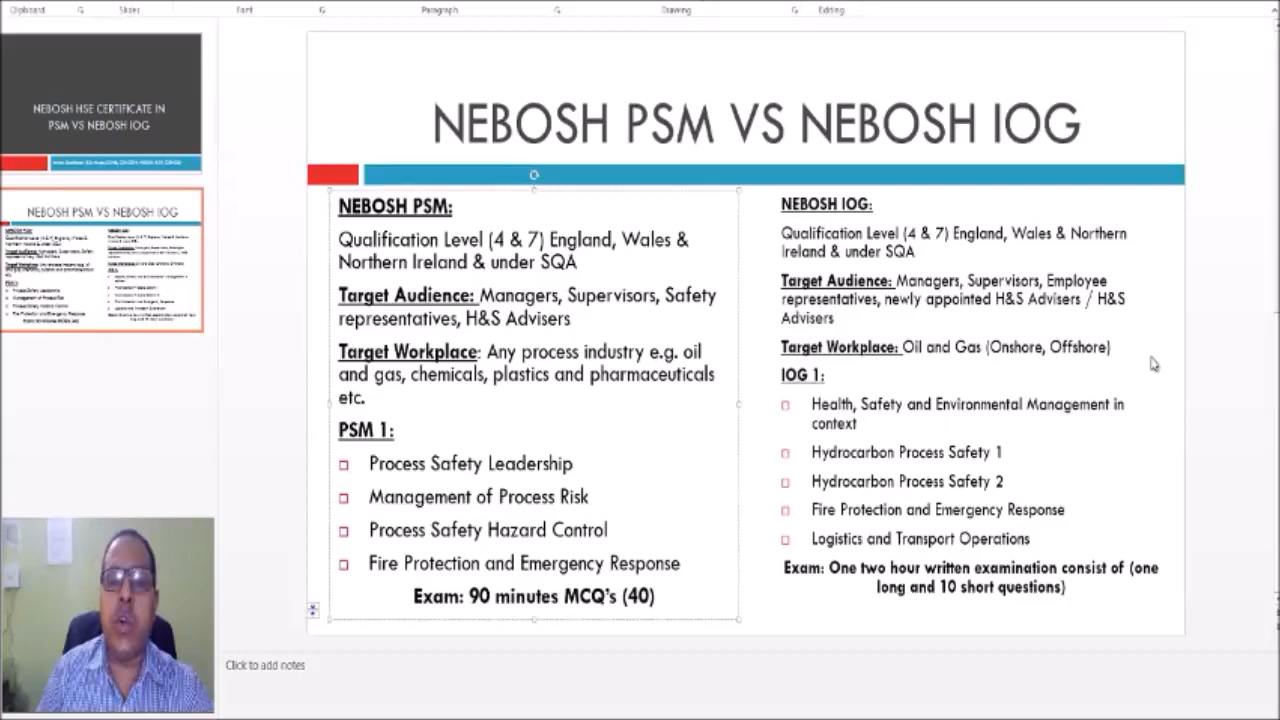 Clipboard
Slides
Font
Paragraph
Drawing
Editing
NEBOSH HSE CERTIFICATE IN
PSM VS NEBOSH IOG
NEBOSH PSM VS NEBOSH IOG
NEBOSH PSM VS NEBOSH IOG
NEBOSH PSM:
Qualification Level (4 & 7) England, Wales &
Northern Ireland & under SQA
Target Audience: Managers, Supervisors, Safety
representatives, H&S Advisers
Target Workplace: Any process industry e.g. oil
and gas, chemicals, plastics and pharmaceuticals
etc.
PSM 1:
Process Safety Leadership
Management of Process Risk
Process Safety Hazard Control
Fire Protection and Emergency Response
Exam: 90 minutes MCQ's (40)
NEBOSH IOG:
Qualification Level (4 & 7) England, Wales & Northern
Ireland & under SQA
Target Audience: Managers, Supervisors, Employee
representatives, newly appointed H&S Advisers / H&S
Advisers
Target Workplace: Oil and Gas (Onshore, Offshore)
IOG 1:
Health, Safety and Environmental Management in
context
Hydrocarbon Process Safety 1
Hydrocarbon Process Safety 2
Fire Protection and Emergency Response
Logistics and Transport Operations
Exam: One two hour written examination consist of (one
long and 10 short questions)
Click to add notes